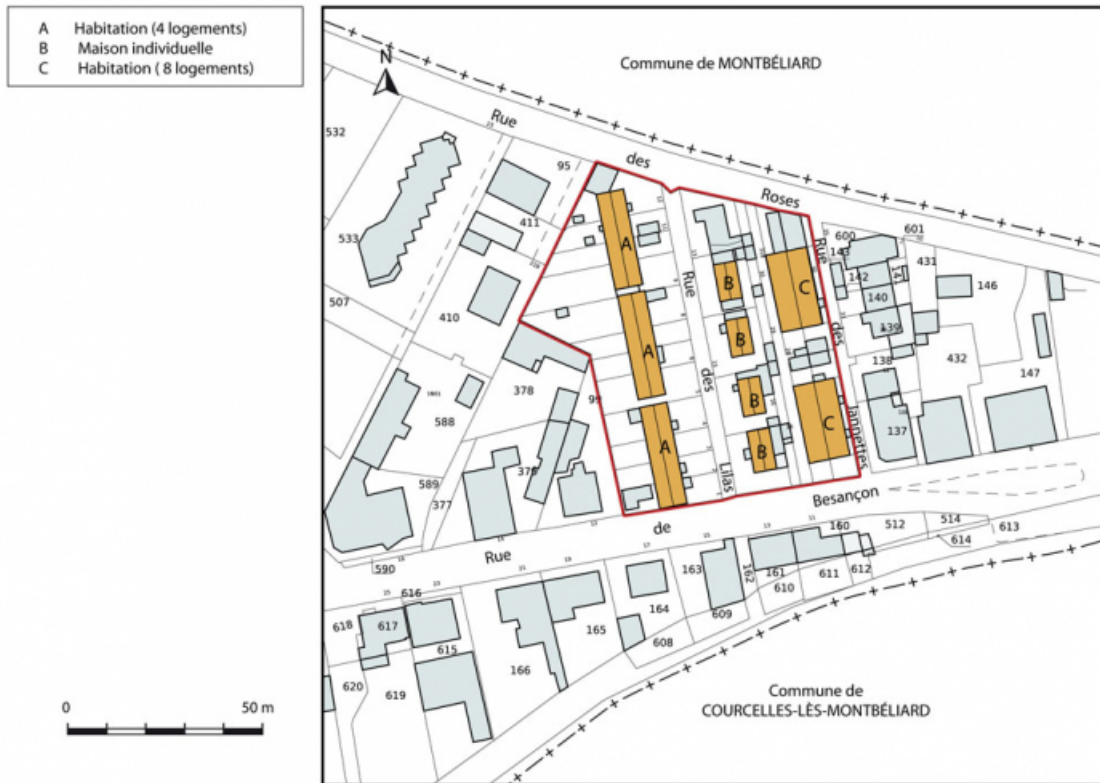 A Habitation (4 logements)
B Maison individuelle
C Habitation ( 8 logements)
N
Commune de MONTBÉLIARD
Rue
des
Roses
532
95
411
533
507
410
600
601
143
142
141
431
146
140
139
138
432
147
137
A
A
A
B
B
B
B
C
C
Rue
des
Lilas
Rue
des
Jannettes
378
99
588
589
377
376
Rue
de
Besançon
590
160
512
514
613
614
163
162
161
610
611
612
616
618
617
615
164
609
165
608
166
620
619
0
50 m
Commune de
COURCELLES-LÈS-MONTBÉLIARD